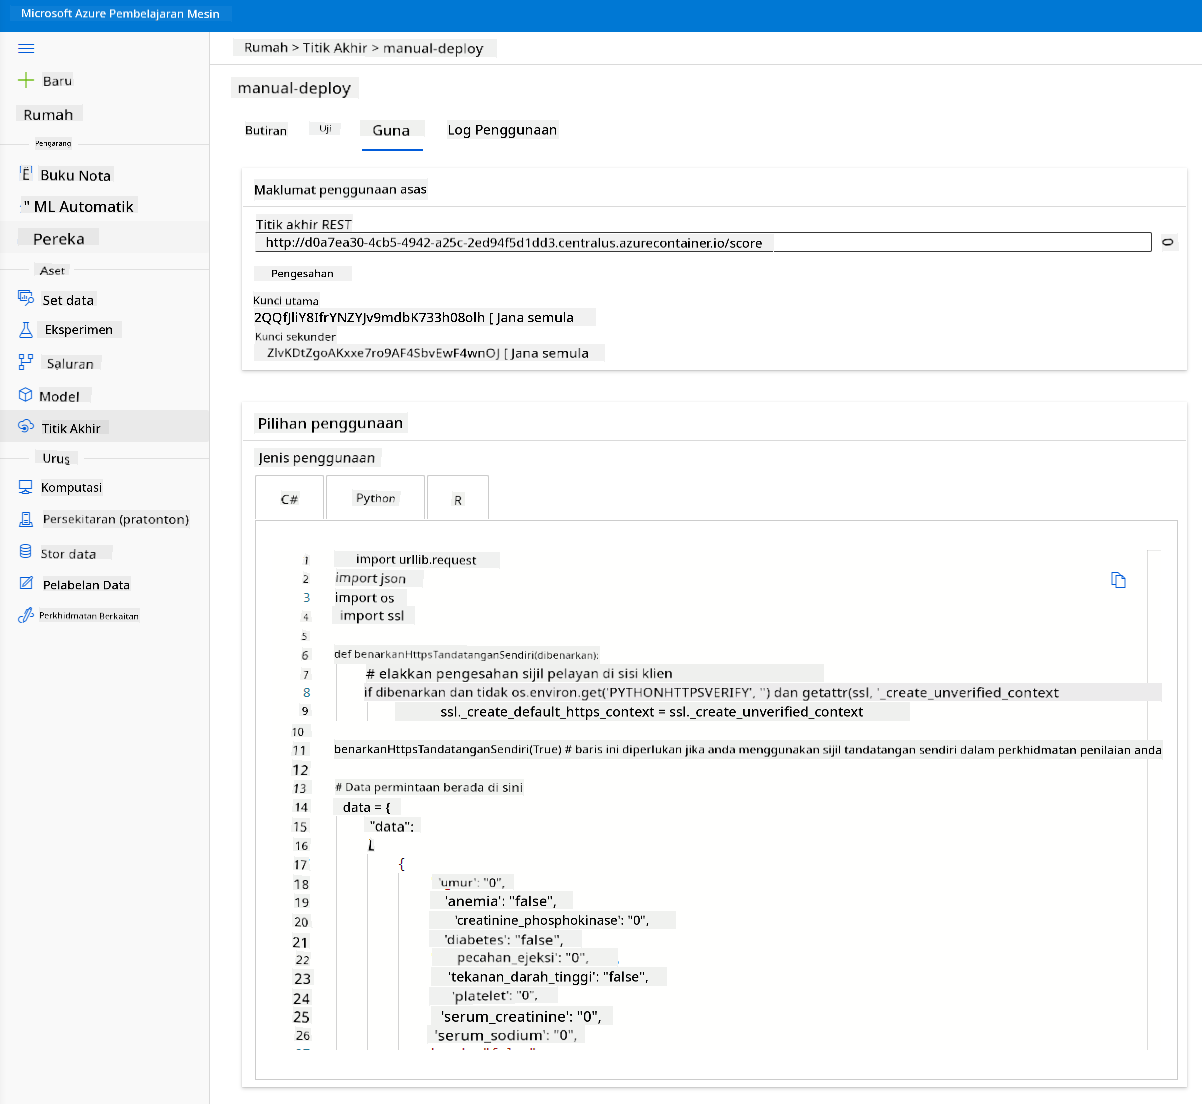 Microsoft Azure Pembelajaran Mesin
Rumah > Titik Akhir > manual-deploy
Baru
Rumah
Pengarang
Buku Nota
ML Automatik
Pereka
Aset
Set data
Eksperimen
Saluran
Model
Titik Akhir
Urus
Komputasi
Persekitaran (pratonton)
Stor data
Pelabelan Data
Perkhidmatan Berkaitan
manual-deploy
Butiran Uji Guna Log Penggunaan
Maklumat penggunaan asas
Titik akhir REST
http://d0a7ea30-4cb5-4942-a25c-2ed94f5d1dd3.centralus.azurecontainer.io/score
Pengesahan
Kunci utama
2QQfJliY8IfrYNZYJv9mdbK733h08olh [ Jana semula
Kunci sekunder
ZlvKDtZgoAKxxe7ro9AF4SbvEwF4wnOJ [ Jana semula
Pilihan penggunaan
Jenis penggunaan
C# Python R
1 import urllib.request
2 import json
3 import os
4 import ssl
5
6 def benarkanHttpsTandatanganSendiri(dibenarkan):
7 # elakkan pengesahan sijil pelayan di sisi klien
8 if dibenarkan dan tidak os.environ.get('PYTHONHTTPSVERIFY', '') dan getattr(ssl, '_create_unverified_context
9 ssl._create_default_https_context = ssl._create_unverified_context
10
11 benarkanHttpsTandatanganSendiri(True) # baris ini diperlukan jika anda menggunakan sijil tandatangan sendiri dalam perkhidmatan penilaian anda
12
13 # Data permintaan berada di sini
14 data = {
15 "data":
16 [
17 {
18 'umur': "0",
19 'anemia': "false",
20 'creatinine_phosphokinase': "0",
21 'diabetes': "false",
22 pecahan_ejeksi': "0",
23 'tekanan_darah_tinggi': "false",
24 'platelet': "0",
25 'serum_creatinine': "0",
26 'serum_sodium': "0",